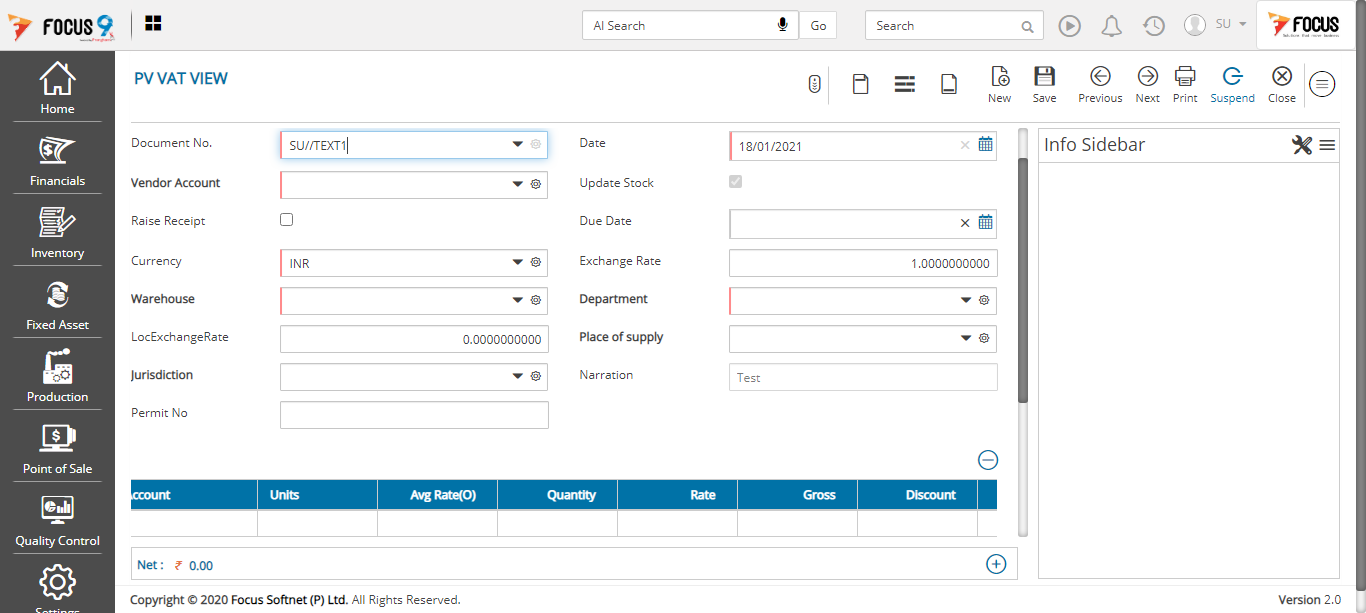 FOCUS 9
AI Search
Go
Search
SU
FOCUS
PV VAT VIEW
New
Save
Previous
Next
Print
Suspend
Close
Home
Financials
Inventory
Fixed Asset
Production
Point of Sale
Quality Control
Settings
Document No.
SU//TEXT1
Date
18/01/2021
Vendor Account
Update Stock
Raise Receipt
Due Date
Currency
INR
Exchange Rate
1.0000000000
Warehouse
Department
LocExchangeRate
0.0000000000
Place of supply
Jurisdiction
Narration
Test
Permit No
Info Sidebar
ccount
Units
Avg Rate(O)
Quantity
Rate
Gross
Discount
Net : ₹ 0.00
Copyright © 2020 Focus Softnet (P) Ltd. All Rights Reserved.
Version 2.0